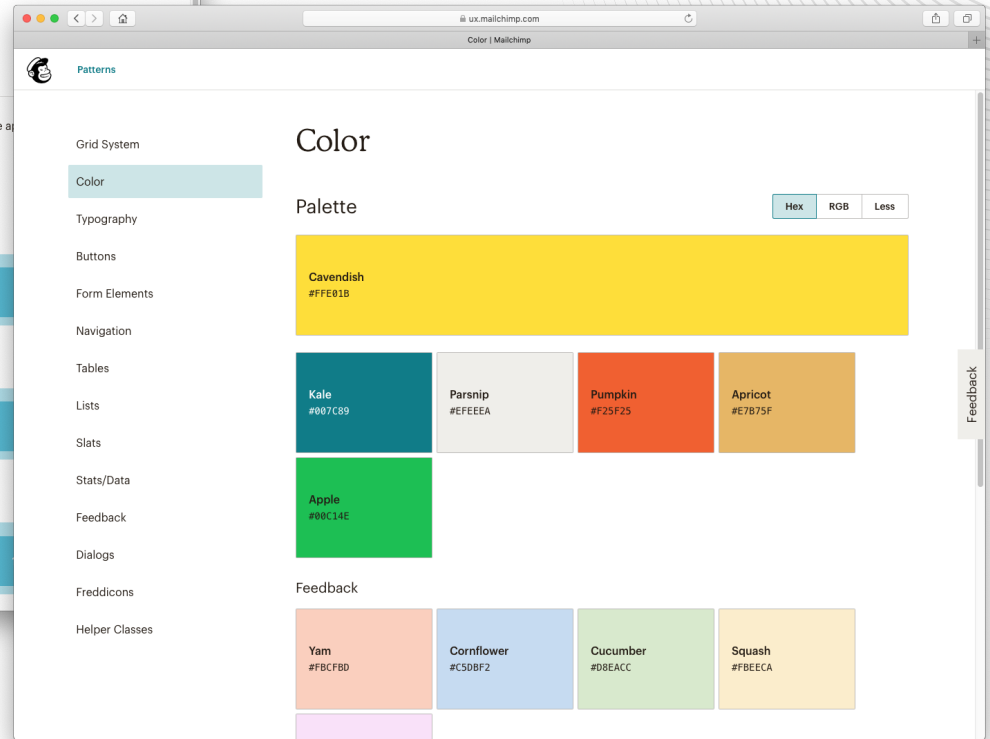 ux.mailchimp.com
Color | Mailchimp
Patterns
Grid System
Color
Typography
Buttons
Form Elements
Navigation
Tables
Lists
Slats
Stats/Data
Feedback
Dialogs
Freddicons
Helper Classes
Color
Palette
Hex RGB Less
Cavendish
#FFE01B
Kale
#007C89
Parsnip
#EFEEEA
Pumpkin
#F25F25
Apricot
#E7B75F
Apple
#00C14E
Feedback
Yam
#FBCFBD
Cornflower
#C5DBF2
Cucumber
#D8EACC
Squash
#FBEECA
Feedback